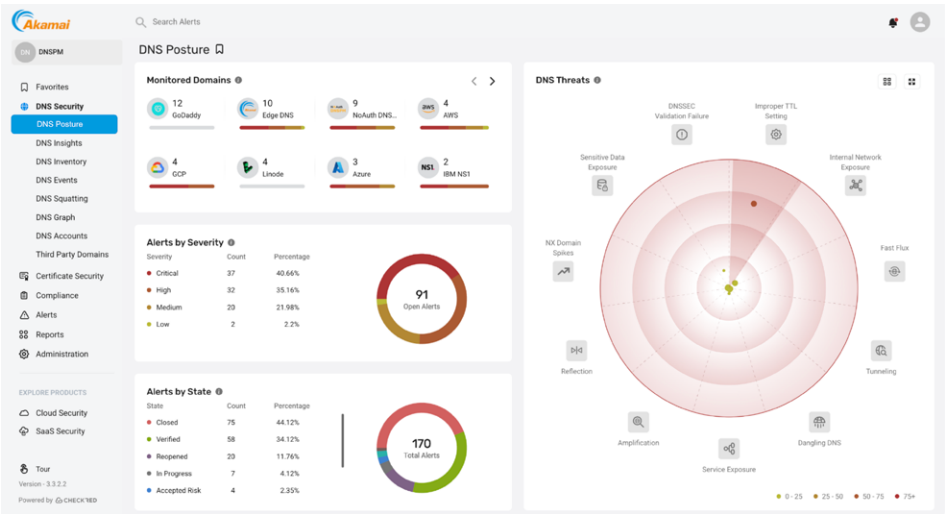 Akamai
Search Alerts
DN DNSPM
Favorites
DNS Security
DNS Posture
DNS Insights
DNS Inventory
DNS Events
DNS Squatting
DNS Graph
DNS Accounts
Third Party Domains
Certificate Security
Compliance
Alerts
Reports
Administration
EXPLORE PRODUCTS
Cloud Security
SaaS Security
Tour
Version - 3.3.2.2
Powered by CHECK'RED
DNS Posture
Monitored Domains
12
GoDaddy
10
Edge DNS
9
NoAuth DNS...
aws
4
AWS
4
GCP
4
Linode
3
Azure
NS1.
2
IBM NS1
Alerts by Severity
Severity Count Percentage
Critical 37 40.66%
High 32 35.16%
Medium 20 21.98%
Low 2 2.2%
91
Open Alerts
Alerts by State
State Count Percentage
Closed 75 44.12%
Verified 58 34.12%
Reopened 20 11.76%
In Progress 7 4.12%
Accepted Risk 4 2.35%
170
Total Alerts
DNS Threats
DNSSEC
Validation Failure
Improper TTL
Setting
Sensitive Data
Exposure
Internal Network
Exposure
NX Domain
Spikes
Fast Flux
Reflection
Tunneling
Amplification
Dangling DNS
Service Exposure
0 - 25 25 - 50 50 - 75 75+